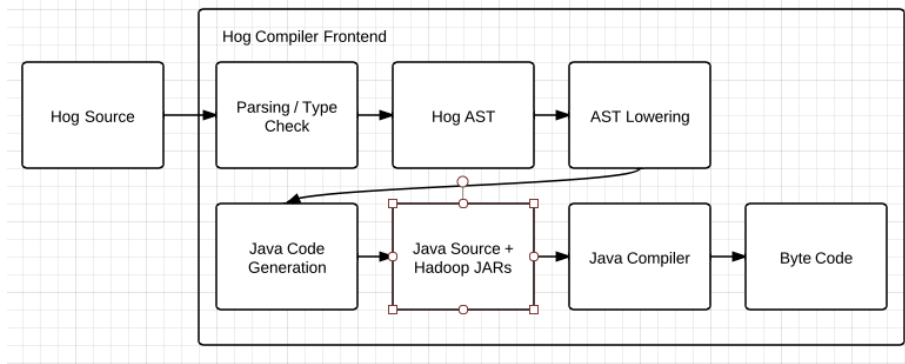 Hog Compiler Frontend
Hog Source
Parsing / Type
Check
Hog AST
AST Lowering
Java Code
Generation
Java Source +
Hadoop JARs
Java Compiler
Byte Code